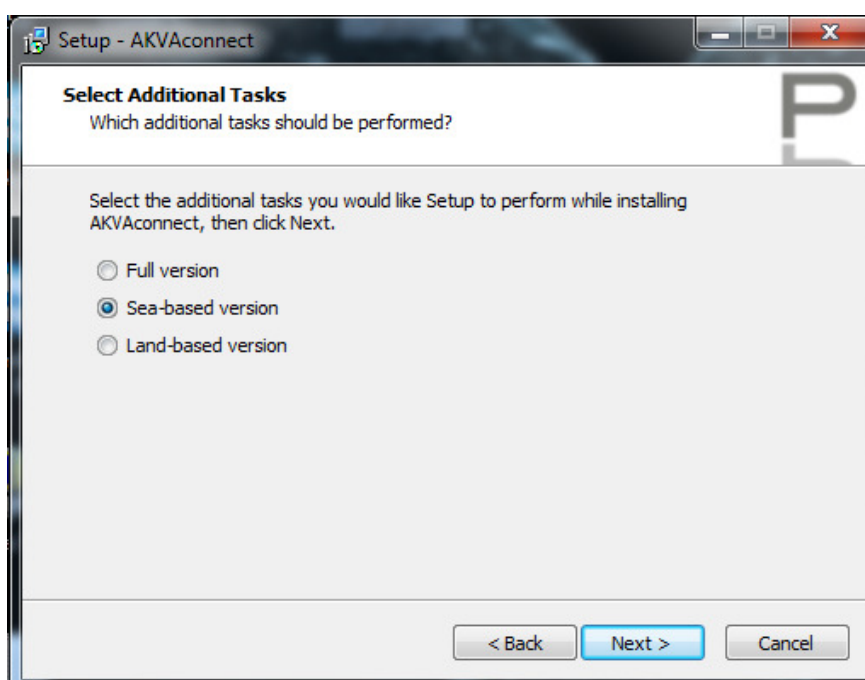 Setup - AKVAconnect
Select Additional Tasks
Which additional tasks should be performed?
P
Select the additional tasks you would like Setup to perform while installing
AKVAconnect, then click Next.
Full version
Sea-based version
Land-based version
< Back
Next >
Cancel